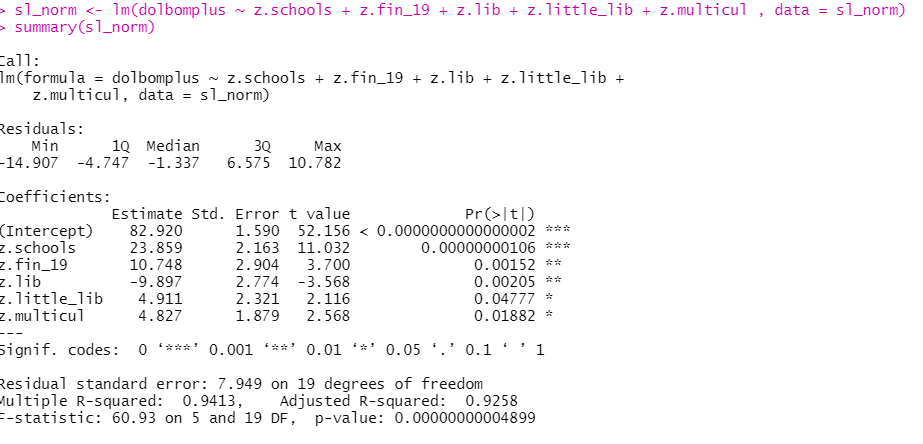 > sl_norm <- lm(dolbomplus ~ z.schools + z.fin_19 + z.lib + z.little_lib + z.multicul , data = sl_norm)
> summary(sl_norm)
Call:
lm(formula = dolbomplus ~ z.schools + z.fin_19 + z.lib + z.little_lib +
    z.multicul, data = sl_norm)
Residuals:
    Min      1Q  Median      3Q     Max
-14.907  -4.747  -1.337   6.575  10.782
Coefficients:
             Estimate Std. Error t value             Pr(>|t|)
(Intercept)    82.920      1.590  52.156 < 0.0000000000000002 ***
z.schools      23.859      2.163  11.032        0.00000000106 ***
z.fin_19       10.748      2.904   3.700              0.00152 **
z.lib          -9.897      2.774  -3.568              0.00205 **
z.little_lib    4.911      2.321   2.116              0.04777 *
z.multicul      4.827      1.879   2.568              0.01882 *
---
Signif. codes:  0 ‘***’ 0.001 ‘**’ 0.01 ‘*’ 0.05 ‘.’ 0.1 ‘ ’ 1
Residual standard error: 7.949 on 19 degrees of freedom
Multiple R-squared:  0.9413,    Adjusted R-squared:  0.9258
F-statistic: 60.93 on 5 and 19 DF,  p-value: 0.00000000004899